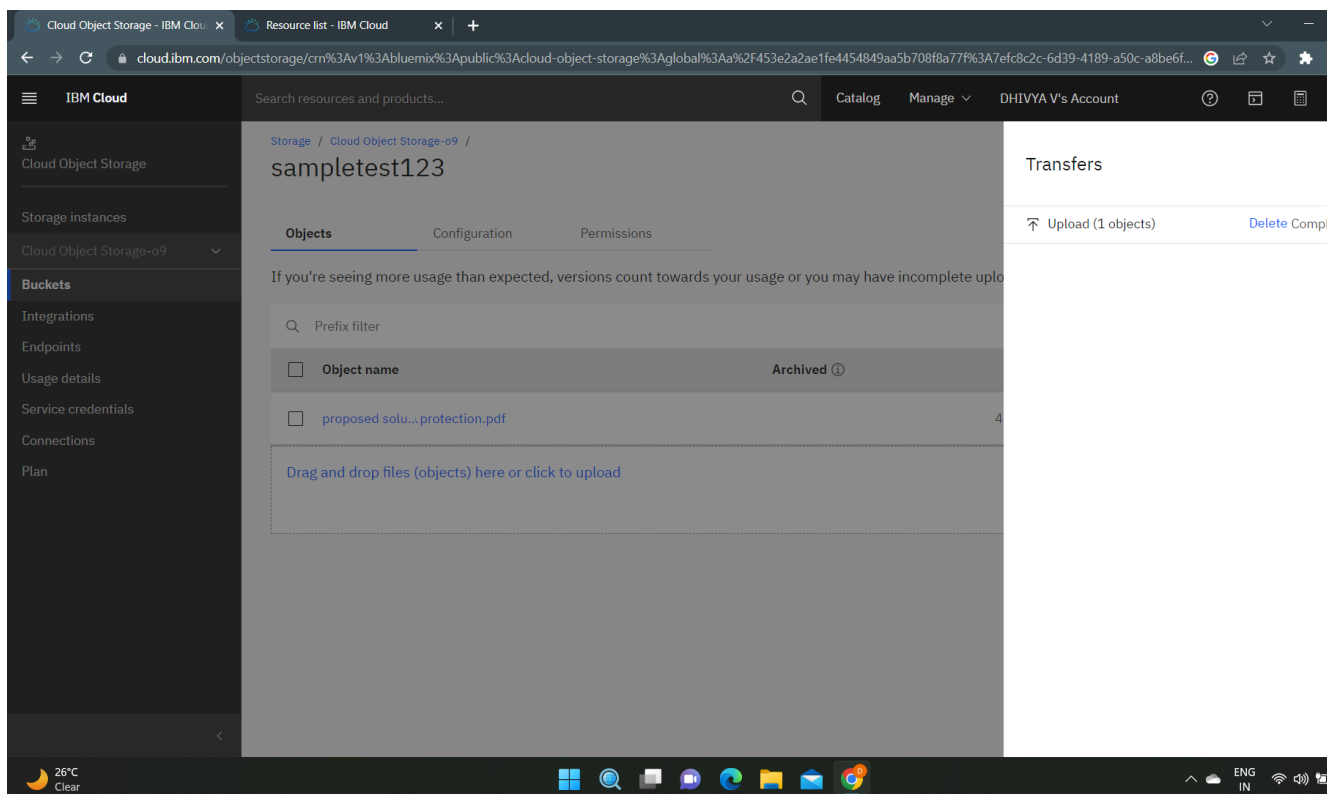 Cloud Object Storage - IBM Clou
Resource list - IBM Cloud
cloud.ibm.com/objectstorage/crn%3Av1%3Abluemix%3Apublic%3Acloud-object-storage%3Aglobal%3Aa%2F453e2a2ae1fe4454849aa5b708f8a77f%3A7efc8c2c-6d39-4189-a50c-a8be6f...
IBM Cloud
Search resources and products...
Catalog
Manage
DHIVYA V's Account
Cloud Object Storage
Storage instances
Cloud Object Storage-o9
Buckets
Integrations
Endpoints
Usage details
Service credentials
Connections
Plan
Storage / Cloud Object Storage-o9 /
sampletest123
Objects Configuration Permissions
If you're seeing more usage than expected, versions count towards your usage or you may have incomplete uplo
Prefix filter
Object name Archived
proposed solu...protection.pdf 4
Drag and drop files (objects) here or click to upload
Transfers
Upload (1 objects) Delete Compl
26°C
Clear
ENG
IN